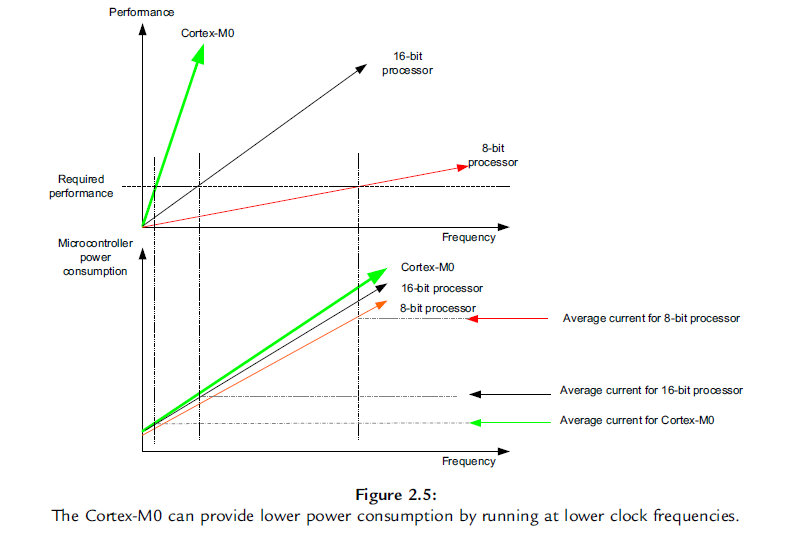 Performance
Cortex-M0
16-bit
processor
8-bit
processor
Required
performance
Frequency
Microcontroller
power
consumption
Cortex-M0
16-bit processor
8-bit processor
Average current for 8-bit processor
Average current for 16-bit processor
Average current for Cortex-M0
Frequency
Figure 2.5:
The Cortex-M0 can provide lower power consumption by running at lower clock frequencies.